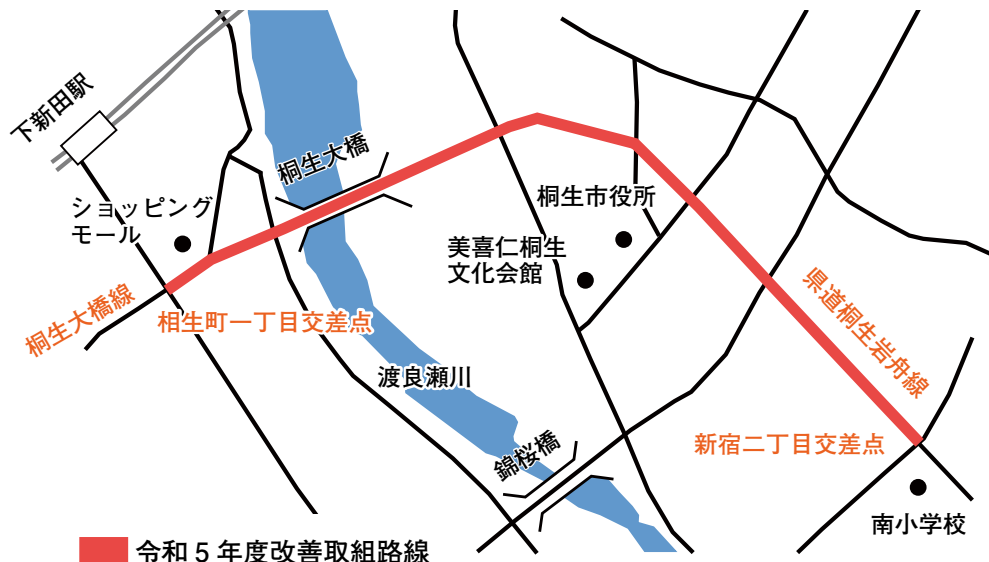 下新田駅
桐生大橋
ショッピング
モール
桐生市役所
美喜仁桐生
文化会館
桐生大橋線
相生町一丁目交差点
県道桐生岩舟線
渡良瀬川
錦桜橋
新宿二丁目交差点
南小学校
令和5年度改善取組路線